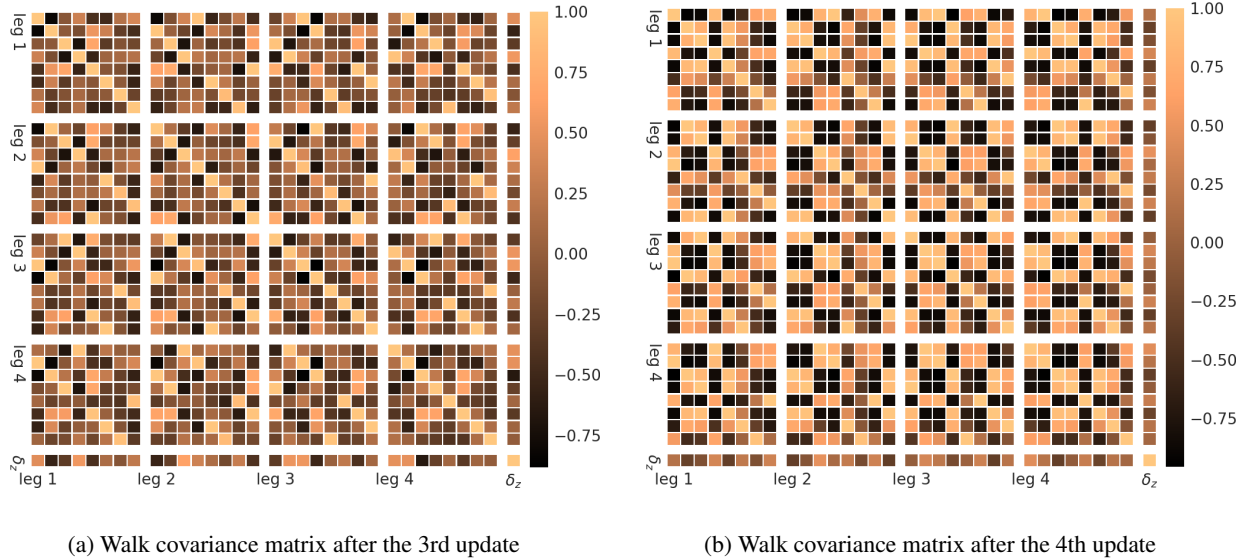 leg 1
leg 2
leg 3
leg 4
δz
leg 1 leg 2 leg 3 leg 4 δz
1.00
0.75
0.50
0.25
0.00
−0.25
−0.50
−0.75
(a) Walk covariance matrix after the 3rd update
leg 1
leg 2
leg 3
leg 4
δz
leg 1 leg 2 leg 3 leg 4 δz
1.00
0.75
0.50
0.25
0.00
−0.25
−0.50
−0.75
(b) Walk covariance matrix after the 4th update